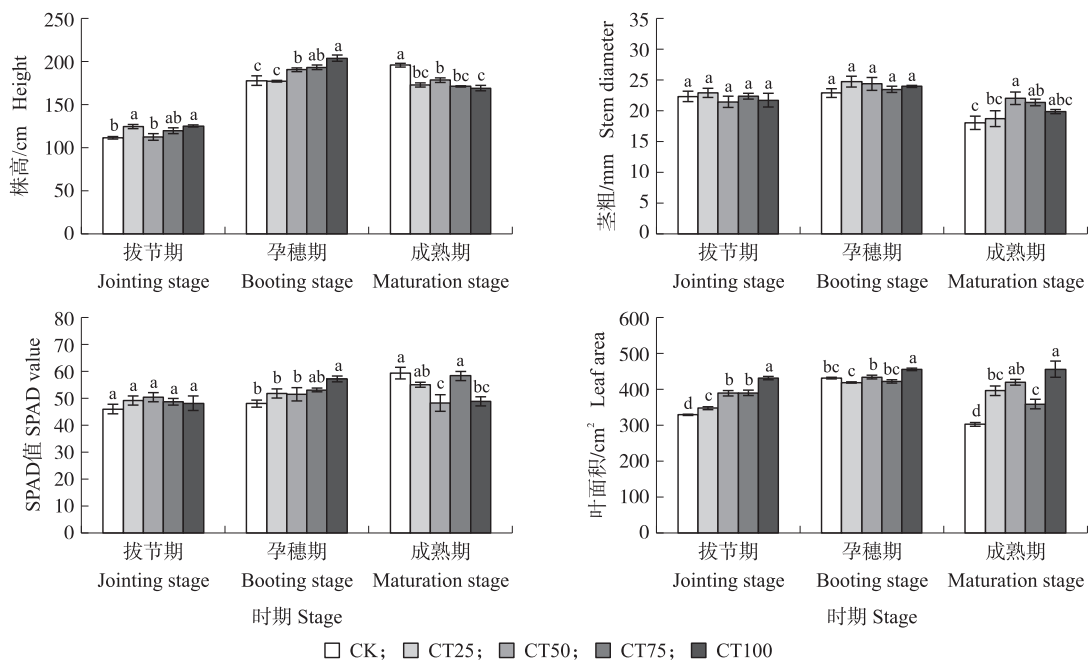 株高/cm Height
250
200
150
100
50
0
b a b a a
c c b ab a
a bc b bc c
拔节期 孕穗期 成熟期
Jointing stage Booting stage Maturation stage
茎粗/mm Stem diameter
35
30
25
20
15
10
5
0
a a a a a
a a a a a
c bc a ab abc
拔节期 孕穗期 成熟期
Jointing stage Booting stage Maturation stage
SPAD值 SPAD value
80
70
60
50
40
30
20
10
0
a a a a a
b b b ab a
a ab c a bc
拔节期 孕穗期 成熟期
Jointing stage Booting stage Maturation stage
时期 Stage
叶面积/cm² Leaf area
600
500
400
300
200
100
0
d c b b a
bc c b bc a
d bc ab c a
拔节期 孕穗期 成熟期
Jointing stage Booting stage Maturation stage
时期 Stage
CK; CT25; CT50; CT75; CT100